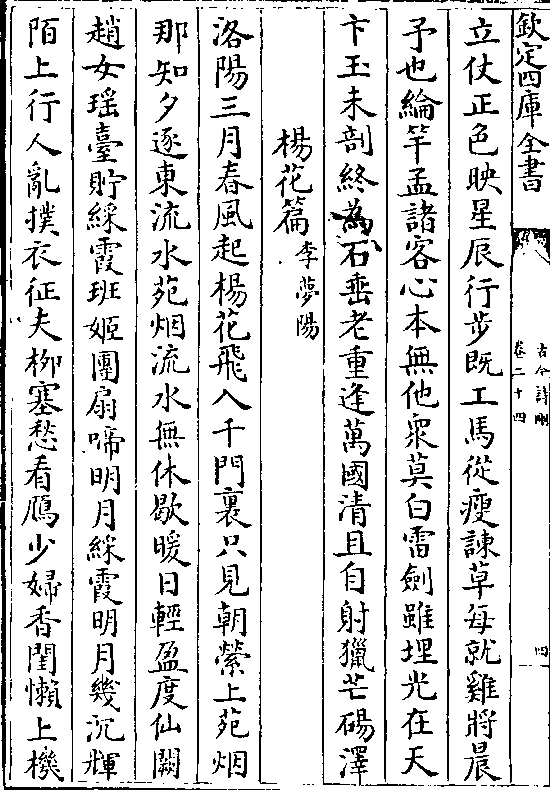 欽定四庫全書
古今詩刪
卷二十四
四
立仗正色映星辰行步既工馬從瘦諫草每就雞將晨
予也綸竿孟諸客心本無他衆莫白雷劍雖埋光在天
卞玉未剖終為石垂老重逢萬國清且自射獵芒碭澤
楊花篇 李夢陽
洛陽三月春風起楊花飛入千門裏只見朝縈上苑烟
那知夕逐東流水苑烟流水無休歇暖日輕盈度仙闕
趙女瑶臺貯綵霞班姬團扇啼明月綵霞明月幾沉輝
陌上行人亂撲衣征夫柳塞愁看鴈少婦香閨懶上機